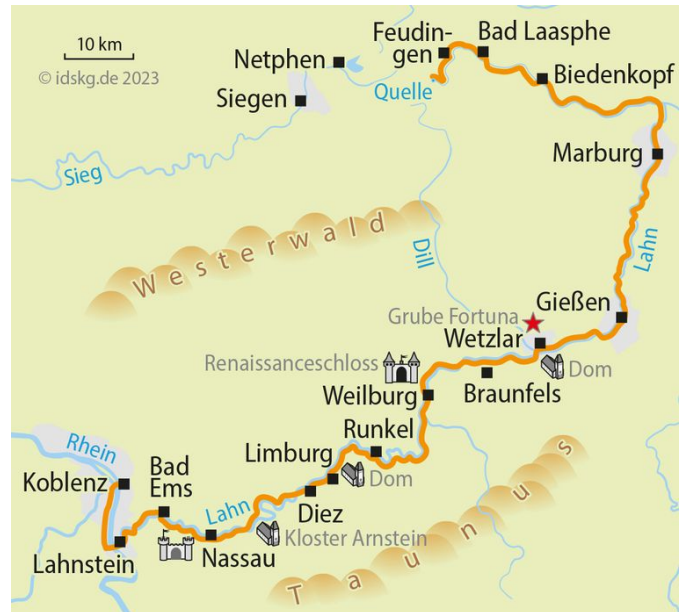 10 km
© idskg.de 2023
Netphen
Siegen
Feudin-
gen
Bad Laasphe
Biedenkopf
Quelle
Marburg
Sieg
Westerwald
Dill
Lahn
Gießen
Grube Fortuna
Wetzlar
Dom
Renaissanceschloss
Weilburg
Braunfels
Runkel
Limburg
Dom
Rhein
Koblenz
Bad
Ems
Lahn
Diez
Kloster Arnstein
Nassau
Lahnstein
Taunus